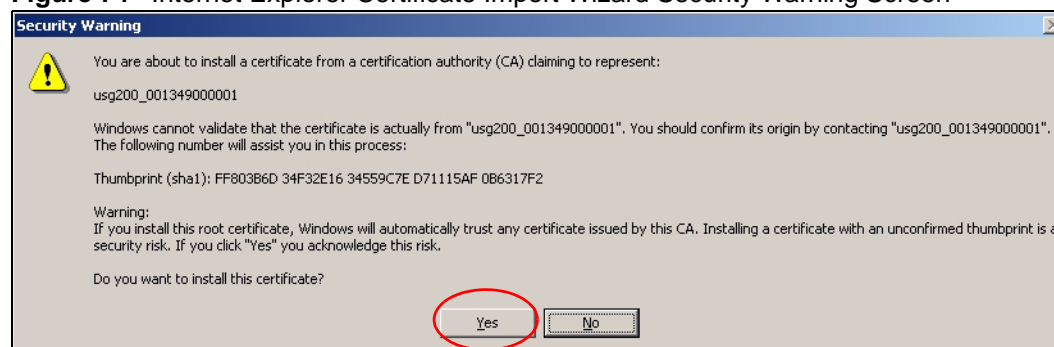 Internet Explorer Certificate Import Wizard Security Warning Screen
Security Warning
You are about to install a certificate from a certification authority (CA) claiming to represent:
usg200_001349000001
Windows cannot validate that the certificate is actually from "usg200_001349000001". You should confirm its origin by contacting "usg200_001349000001".
The following number will assist you in this process:
Thumbprint (sha1): FF803B6D 34F32E16 34559C7E D71115AF 0B6317F2
Warning:
If you install this root certificate, Windows will automatically trust any certificate issued by this CA. Installing a certificate with an unconfirmed thumbprint is a
security risk. If you click "Yes" you acknowledge this risk.
Do you want to install this certificate?
Yes
No